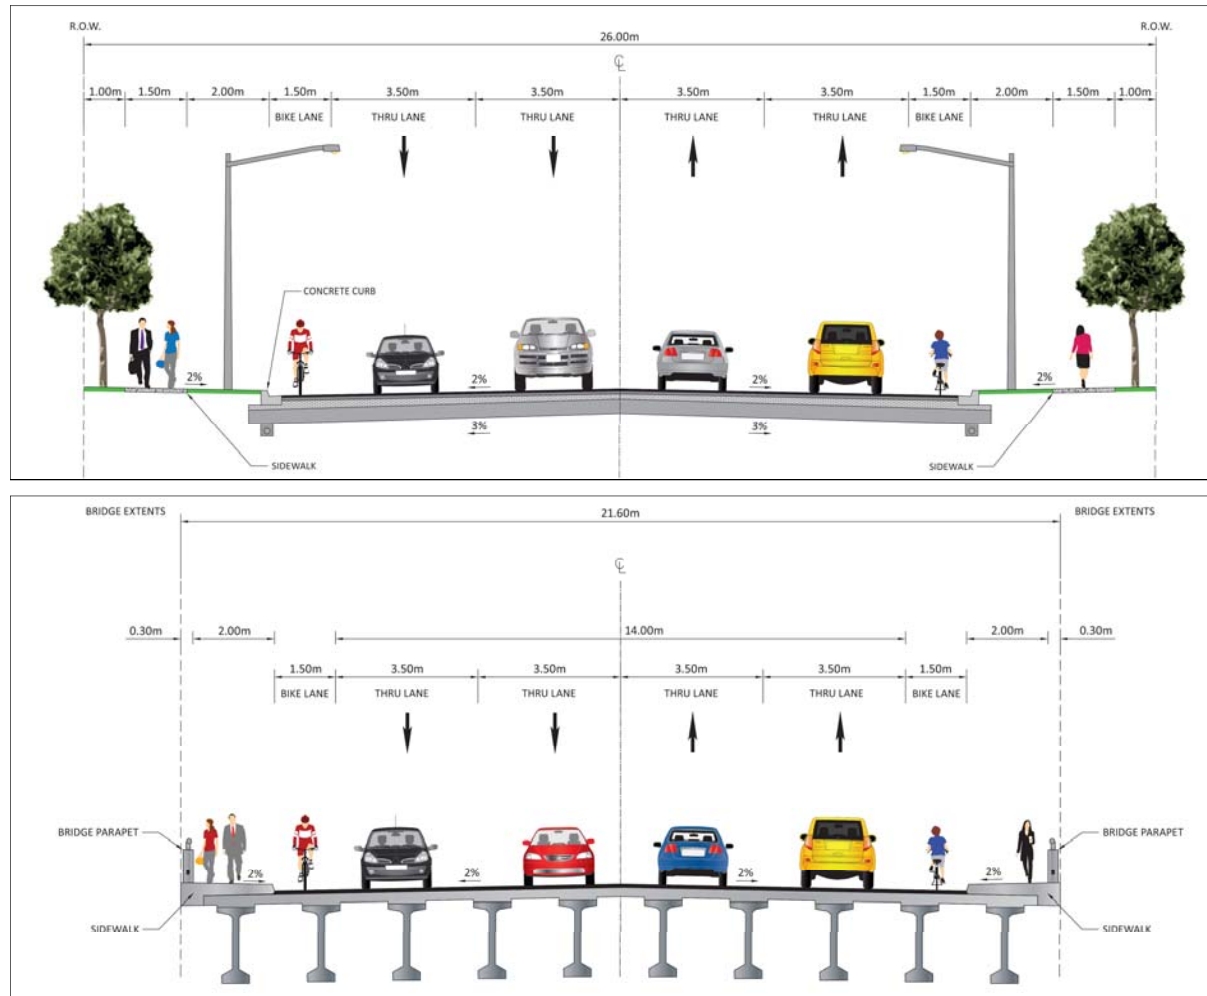 R.O.W. R.O.W.
26.00m
℄
1.00m 1.50m 2.00m 1.50m 3.50m 3.50m 3.50m 3.50m 1.50m 2.00m 1.50m 1.00m
BIKE LANE THRU LANE THRU LANE THRU LANE THRU LANE BIKE LANE
CONCRETE CURB
2% 2% 2% 2%
3% 3%
SIDEWALK SIDEWALK
BRIDGE EXTENTS 21.60m BRIDGE EXTENTS
℄
0.30m 2.00m 14.00m 2.00m 0.30m
1.50m 3.50m 3.50m 3.50m 3.50m 1.50m
BIKE LANE THRU LANE THRU LANE THRU LANE THRU LANE BIKE LANE
BRIDGE PARAPET BRIDGE PARAPET
2% 2% 2% 2%
SIDEWALK SIDEWALK